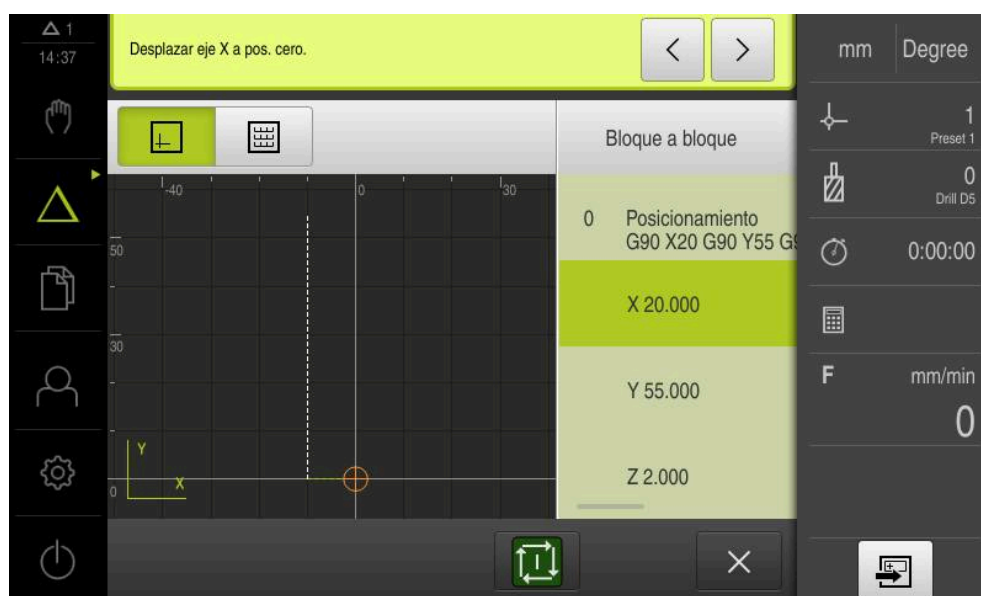 1
14:37
Desplazar eje X a pos. cero.
mm Degree
1
Preset 1
0
Drill D5
0:00:00
F mm/min
0
Bloque a bloque
0 Posicionamiento
G90 X20 G90 Y55 G9
X 20.000
Y 55.000
Z 2.000
-40 0 30
50
30
0
Y
X